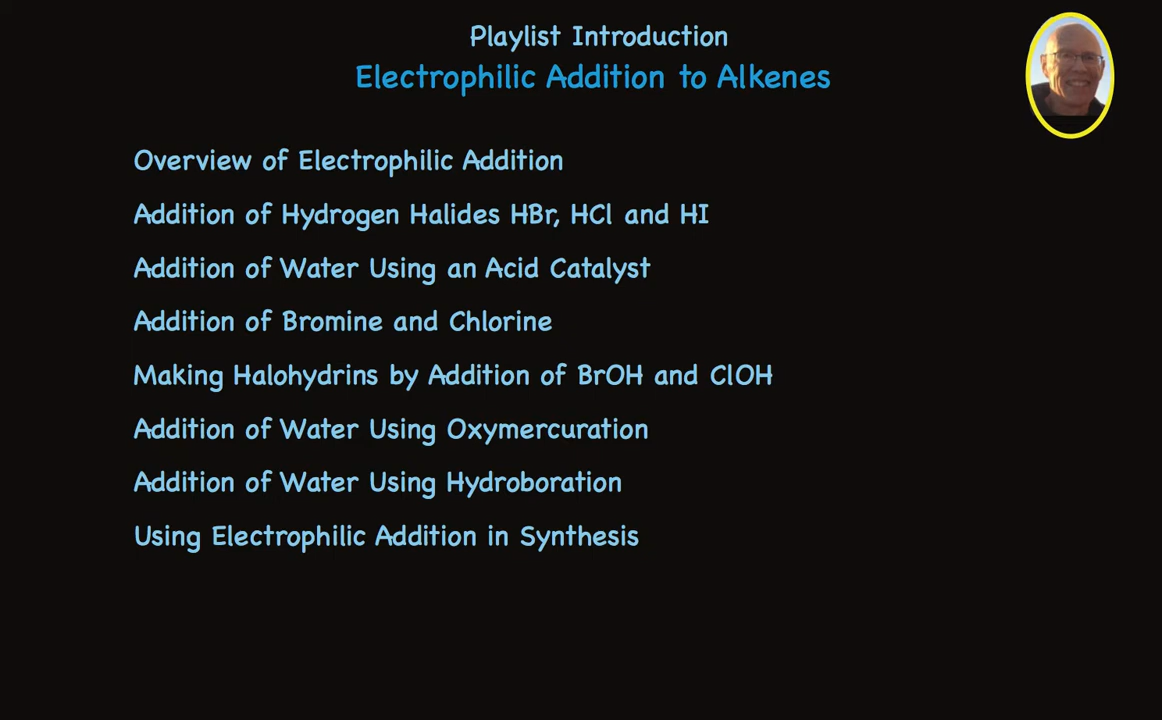 Playlist Introduction
Electrophilic Addition to Alkenes
Overview of Electrophilic Addition
Addition of Hydrogen Halides HBr, HCl and HI
Addition of Water Using an Acid Catalyst
Addition of Bromine and Chlorine
Making Halohydrins by Addition of BrOH and ClOH
Addition of Water Using Oxymercuration
Addition of Water Using Hydroboration
Using Electrophilic Addition in Synthesis